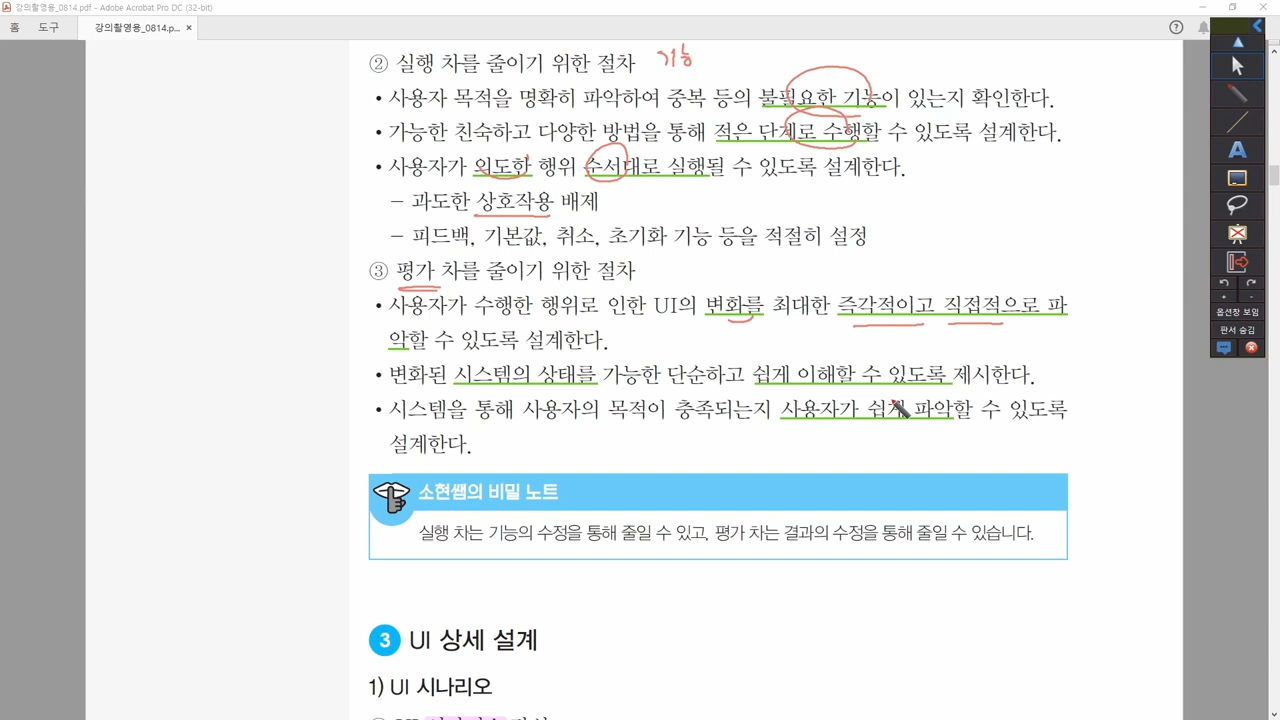 강의촬영용_0814.pdf - Adobe Acrobat Pro DC (32-bit)
홈 도구 강의촬영용_0814.p... ×
② 실행 차를 줄이기 위한 절차 기능
• 사용자 목적을 명확히 파악하여 중복 등의 불필요한 기능이 있는지 확인한다.
• 가능한 친숙하고 다양한 방법을 통해 적은 단계로 수행할 수 있도록 설계한다.
• 사용자가 의도한 행위 순서대로 실행될 수 있도록 설계한다.
– 과도한 상호작용 배제
– 피드백, 기본값, 취소, 초기화 기능 등을 적절히 설정
③ 평가 차를 줄이기 위한 절차
• 사용자가 수행한 행위로 인한 UI의 변화를 최대한 즉각적이고 직접적으로 파
악할 수 있도록 설계한다.
• 변화된 시스템의 상태를 가능한 단순하고 쉽게 이해할 수 있도록 제시한다.
• 시스템을 통해 사용자의 목적이 충족되는지 사용자가 쉽게 파악할 수 있도록
설계한다.
소현쌤의 비밀 노트
실행 차는 기능의 수정을 통해 줄일 수 있고, 평가 차는 결과의 수정을 통해 줄일 수 있습니다.
3 UI 상세 설계
1) UI 시나리오
옵션창 보임
판서 숨김